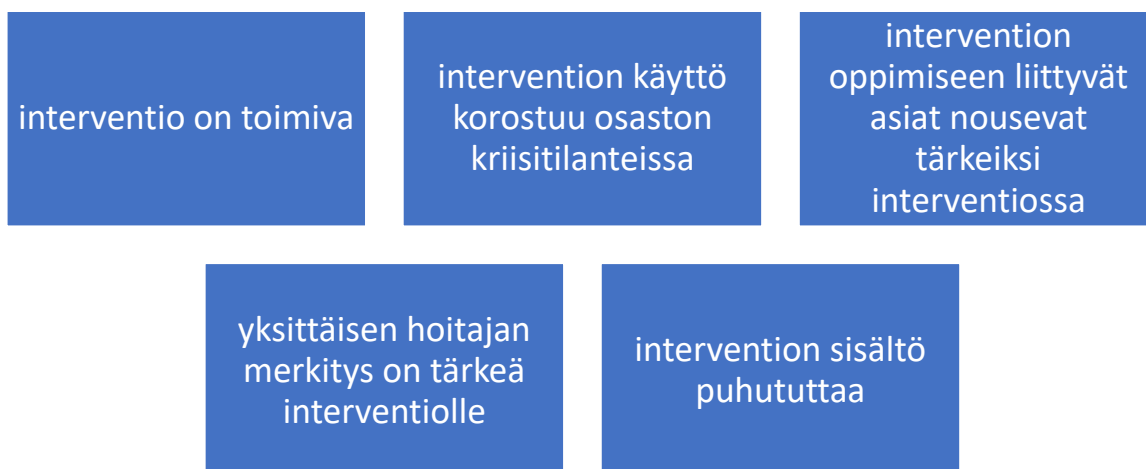 interventio on toimiva
intervention käyttö
korostuu osaston
kriisitilanteissa
intervention
oppimiseen liittyvät
asiat nousevat
tärkeiksi
interventiossa
yksittäisen hoitajan
merkitys on tärkeä
interventiolle
intervention sisältö
puhututtaa